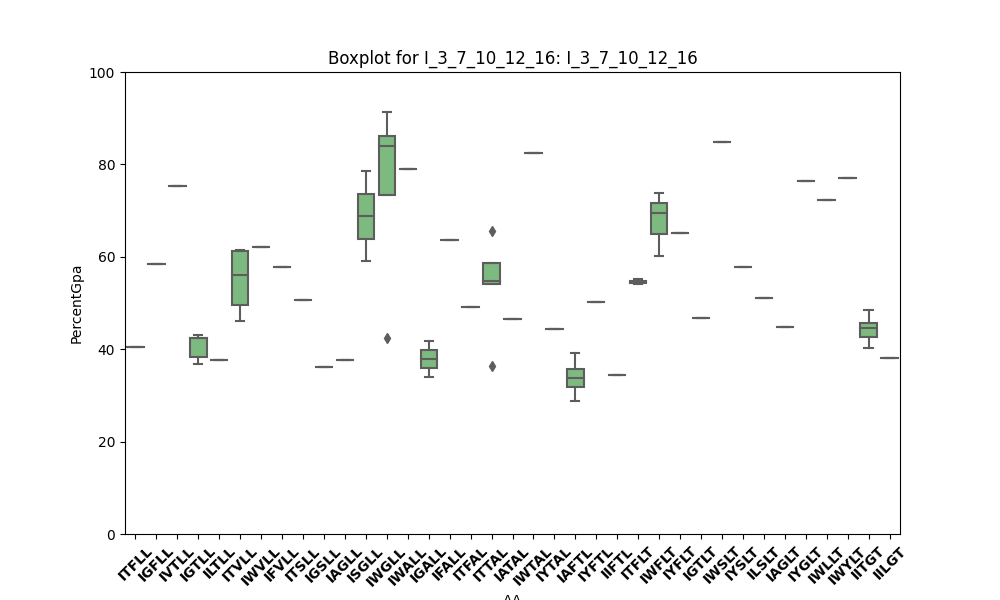 Boxplot for I_3_7_10_12_16: I_3_7_10_12_16
100
80
60
40
20
0
PercentGpa
ITFLL IGFLL IVTLL IGTLL ILTLL ITVLL IWVLL IFVLL ITSLL IGSLL IAGLL ISGLL IWGLL IWALL IGALL IFALL ITFAL ITTAL IATAL IWTAL IYTAL IAFTL IYFTL IIFTL ITFLT IWFLT IYFLT IGTLT IWSLT IYSLT ILSLT IAGLT IYGLT IWLLT IWYLT IITGT IILGT
AA